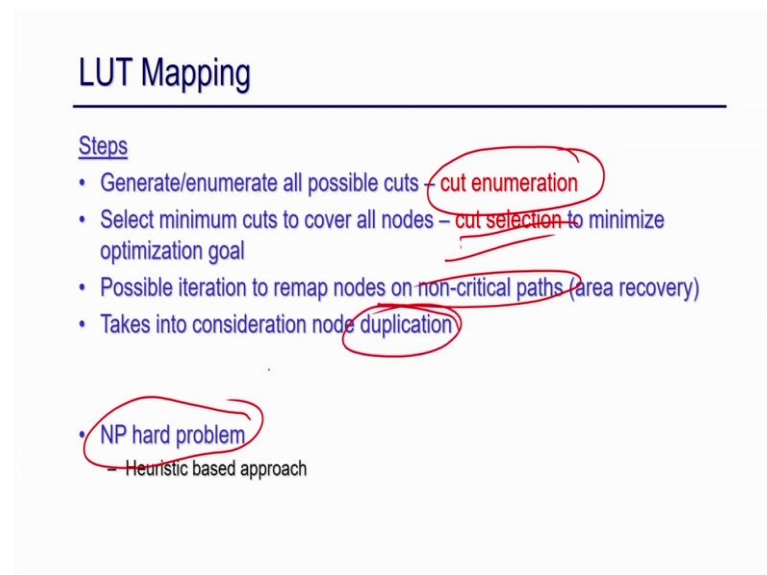 LUT Mapping
Steps
• Generate/enumerate all possible cuts – cut enumeration
• Select minimum cuts to cover all nodes – cut selection to minimize
optimization goal
• Possible iteration to remap nodes on non-critical paths (area recovery)
• Takes into consideration node duplication
• NP hard problem
– Heuristic based approach